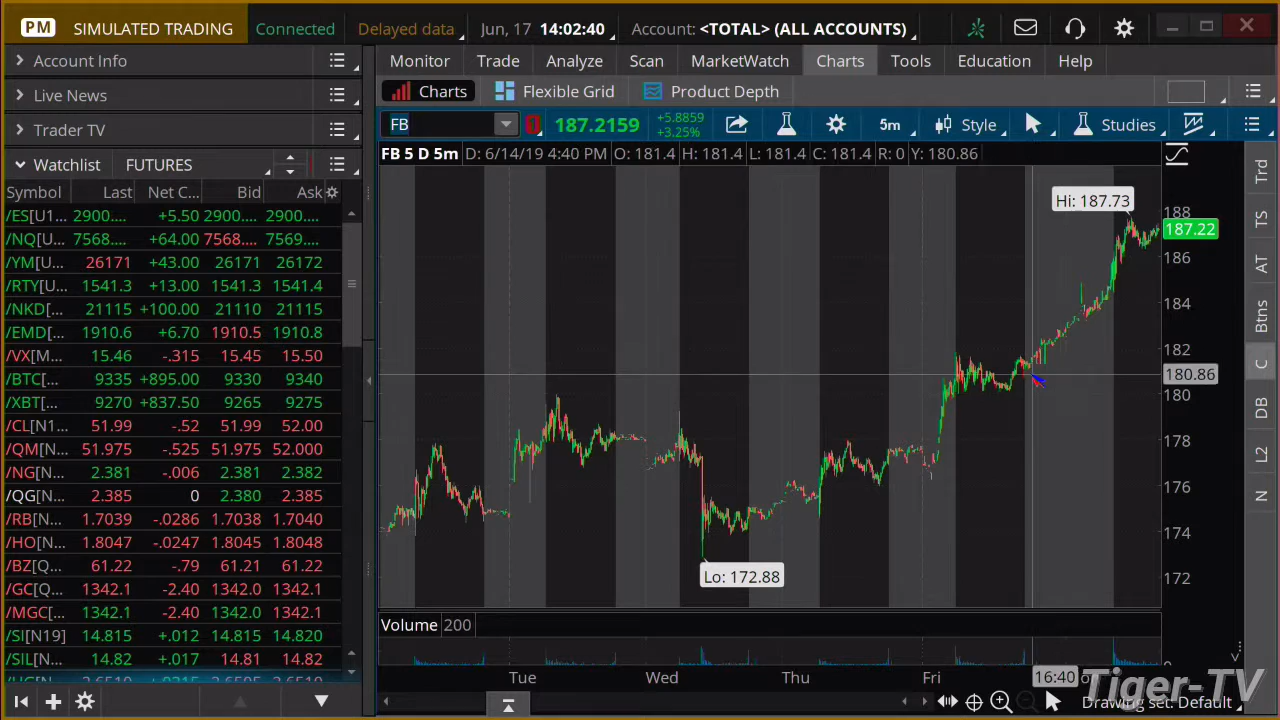 PM SIMULATED TRADING Connected Delayed data Jun, 17 14:02:40 Account: <TOTAL> (ALL ACCOUNTS)
Account Info
Live News
Trader TV
Watchlist FUTURES
Symbol Last Net C... Bid Ask
/ES[U1... 2900.... +5.50 2900.... 2900....
/NQ[U... 7568.... +64.00 7568.... 7569....
/YM[U... 26171 +43.00 26171 26172
/RTY[U... 1541.3 +13.00 1541.3 1541.4
/NKD[... 21115 +100.00 21110 21115
/EMD[... 1910.6 +6.70 1910.5 1910.8
/VX[M... 15.46 -.315 15.45 15.50
/BTC[... 9335 +895.00 9330 9340
/XBT[... 9270 +837.50 9265 9275
/CL[N1... 51.99 -.52 51.99 52.00
/QM[N... 51.975 -.525 51.975 52.000
/NG[N... 2.381 -.006 2.381 2.382
/QG[N... 2.385 0 2.380 2.385
/RB[N... 1.7039 -.0286 1.7038 1.7040
/HO[N... 1.8047 -.0247 1.8045 1.8048
/BZ[Q... 61.22 -.79 61.21 61.22
/GC[Q... 1342.1 -2.40 1342.0 1342.1
/MGC[... 1342.1 -2.40 1342.0 1342.1
/SI[N19] 14.815 +.012 14.815 14.820
/SIL[N... 14.82 +.017 14.81 14.82
Monitor Trade Analyze Scan MarketWatch Charts Tools Education Help
Charts Flexible Grid Product Depth
FB 187.2159 +5.8859 +3.25% 5m Style Studies
FB 5 D 5m D: 6/14/19 4:40 PM O: 181.4 H: 181.4 L: 181.4 C: 181.4 R: 0 Y: 180.86
Hi: 187.73
188
187.22
186
184
182
180.86
180
178
176
174
172
Lo: 172.88
Volume 200
Tue Wed Thu Fri 16:40
Drawing set: Default
Trd
TS
AT
Btns
C
DB
L2
N
Tiger-TV